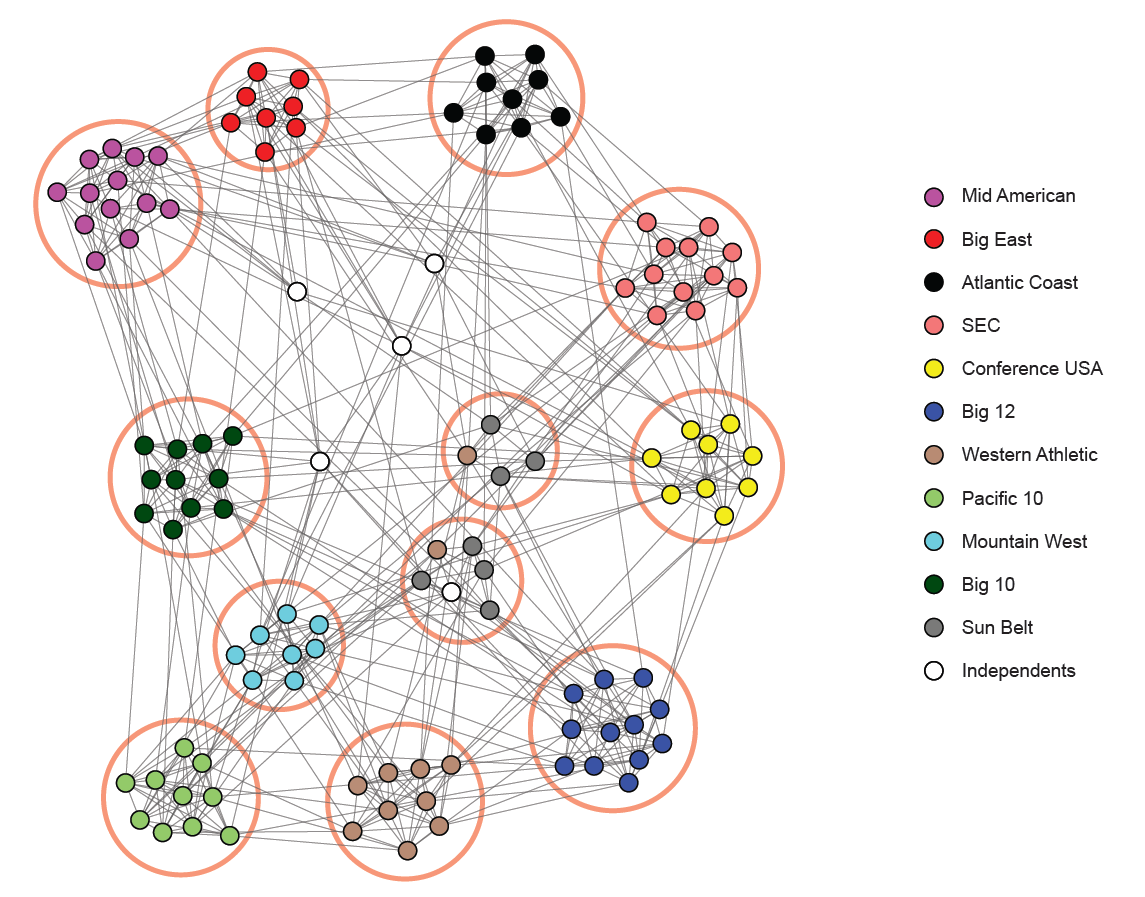 Mid American
Big East
Atlantic Coast
SEC
Conference USA
Big 12
Western Athletic
Pacific 10
Mountain West
Big 10
Sun Belt
Independents